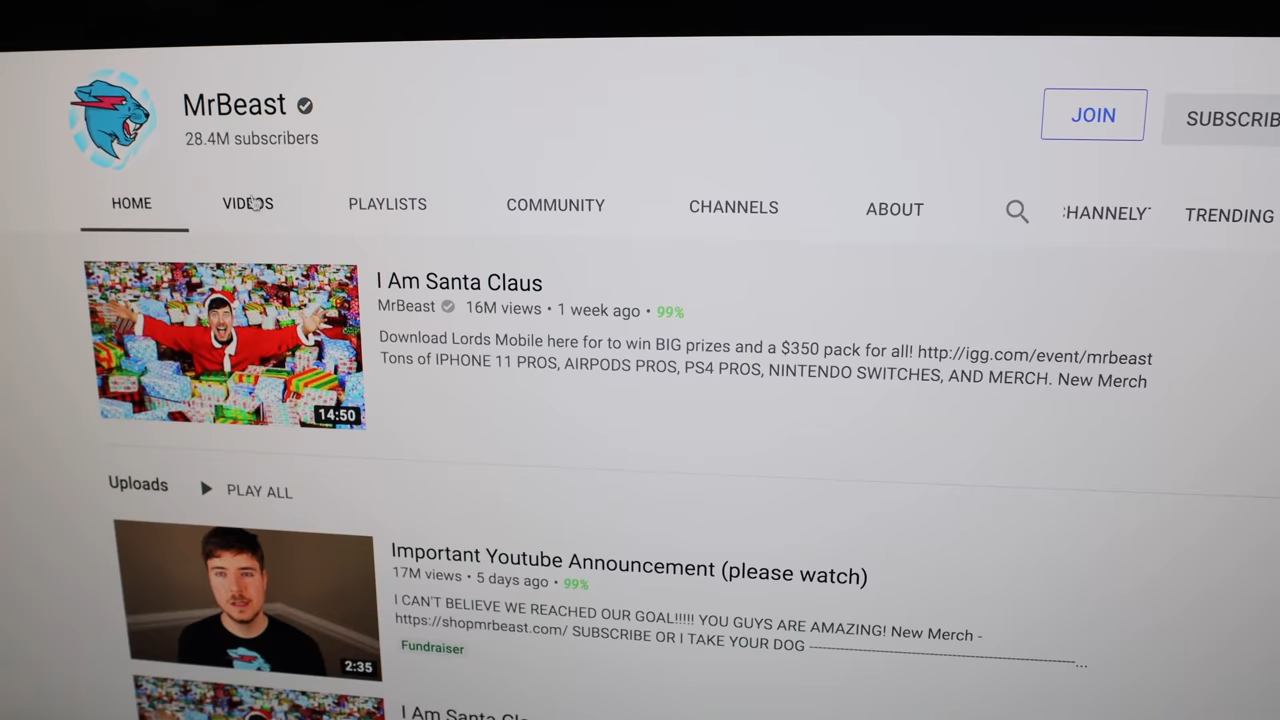 MrBeast
28.4M subscribers
JOIN
SUBSCRIB
HOME
VIDEOS
PLAYLISTS
COMMUNITY
CHANNELS
ABOUT
HANNELY
TRENDING
I Am Santa Claus
MrBeast 16M views • 1 week ago • 99%
Download Lords Mobile here for to win BIG prizes and a $350 pack for all! http://igg.com/event/mrbeast
Tons of IPHONE 11 PROS, AIRPODS PROS, PS4 PROS, NINTENDO SWITCHES, AND MERCH. New Merch
14:50
Uploads
PLAY ALL
Important Youtube Announcement (please watch)
17M views • 5 days ago • 99%
I CAN'T BELIEVE WE REACHED OUR GOAL!!!!! YOU GUYS ARE AMAZING! New Merch -
https://shopmrbeast.com/ SUBSCRIBE OR I TAKE YOUR DOG ----------...
Fundraiser
2:35
I Am Santa